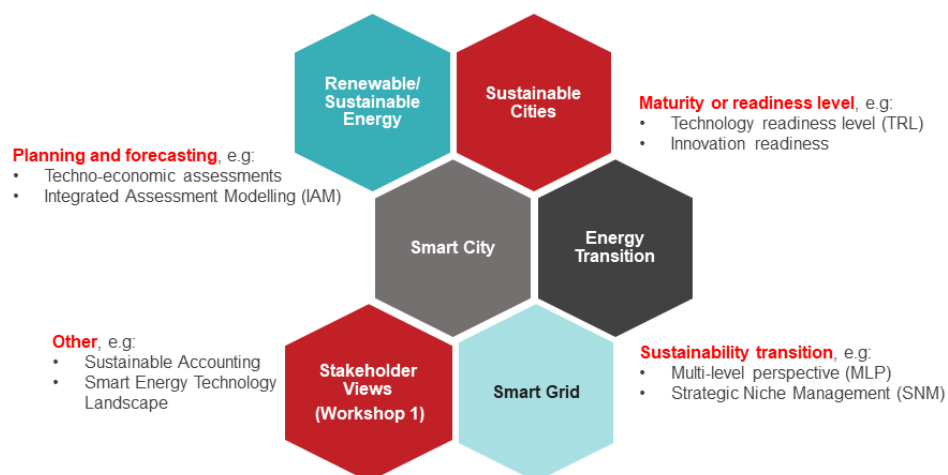 Renewable/
Sustainable
Energy
Sustainable
Cities
Maturity or readiness level, e.g:
• Technology readiness level (TRL)
• Innovation readiness
Planning and forecasting, e.g:
• Techno-economic assessments
• Integrated Assessment Modelling (IAM)
Smart City
Energy
Transition
Other, e.g:
• Sustainable Accounting
• Smart Energy Technology
Landscape
Stakeholder
Views
(Workshop 1)
Smart Grid
Sustainability transition, e.g:
• Multi-level perspective (MLP)
• Strategic Niche Management (SNM)